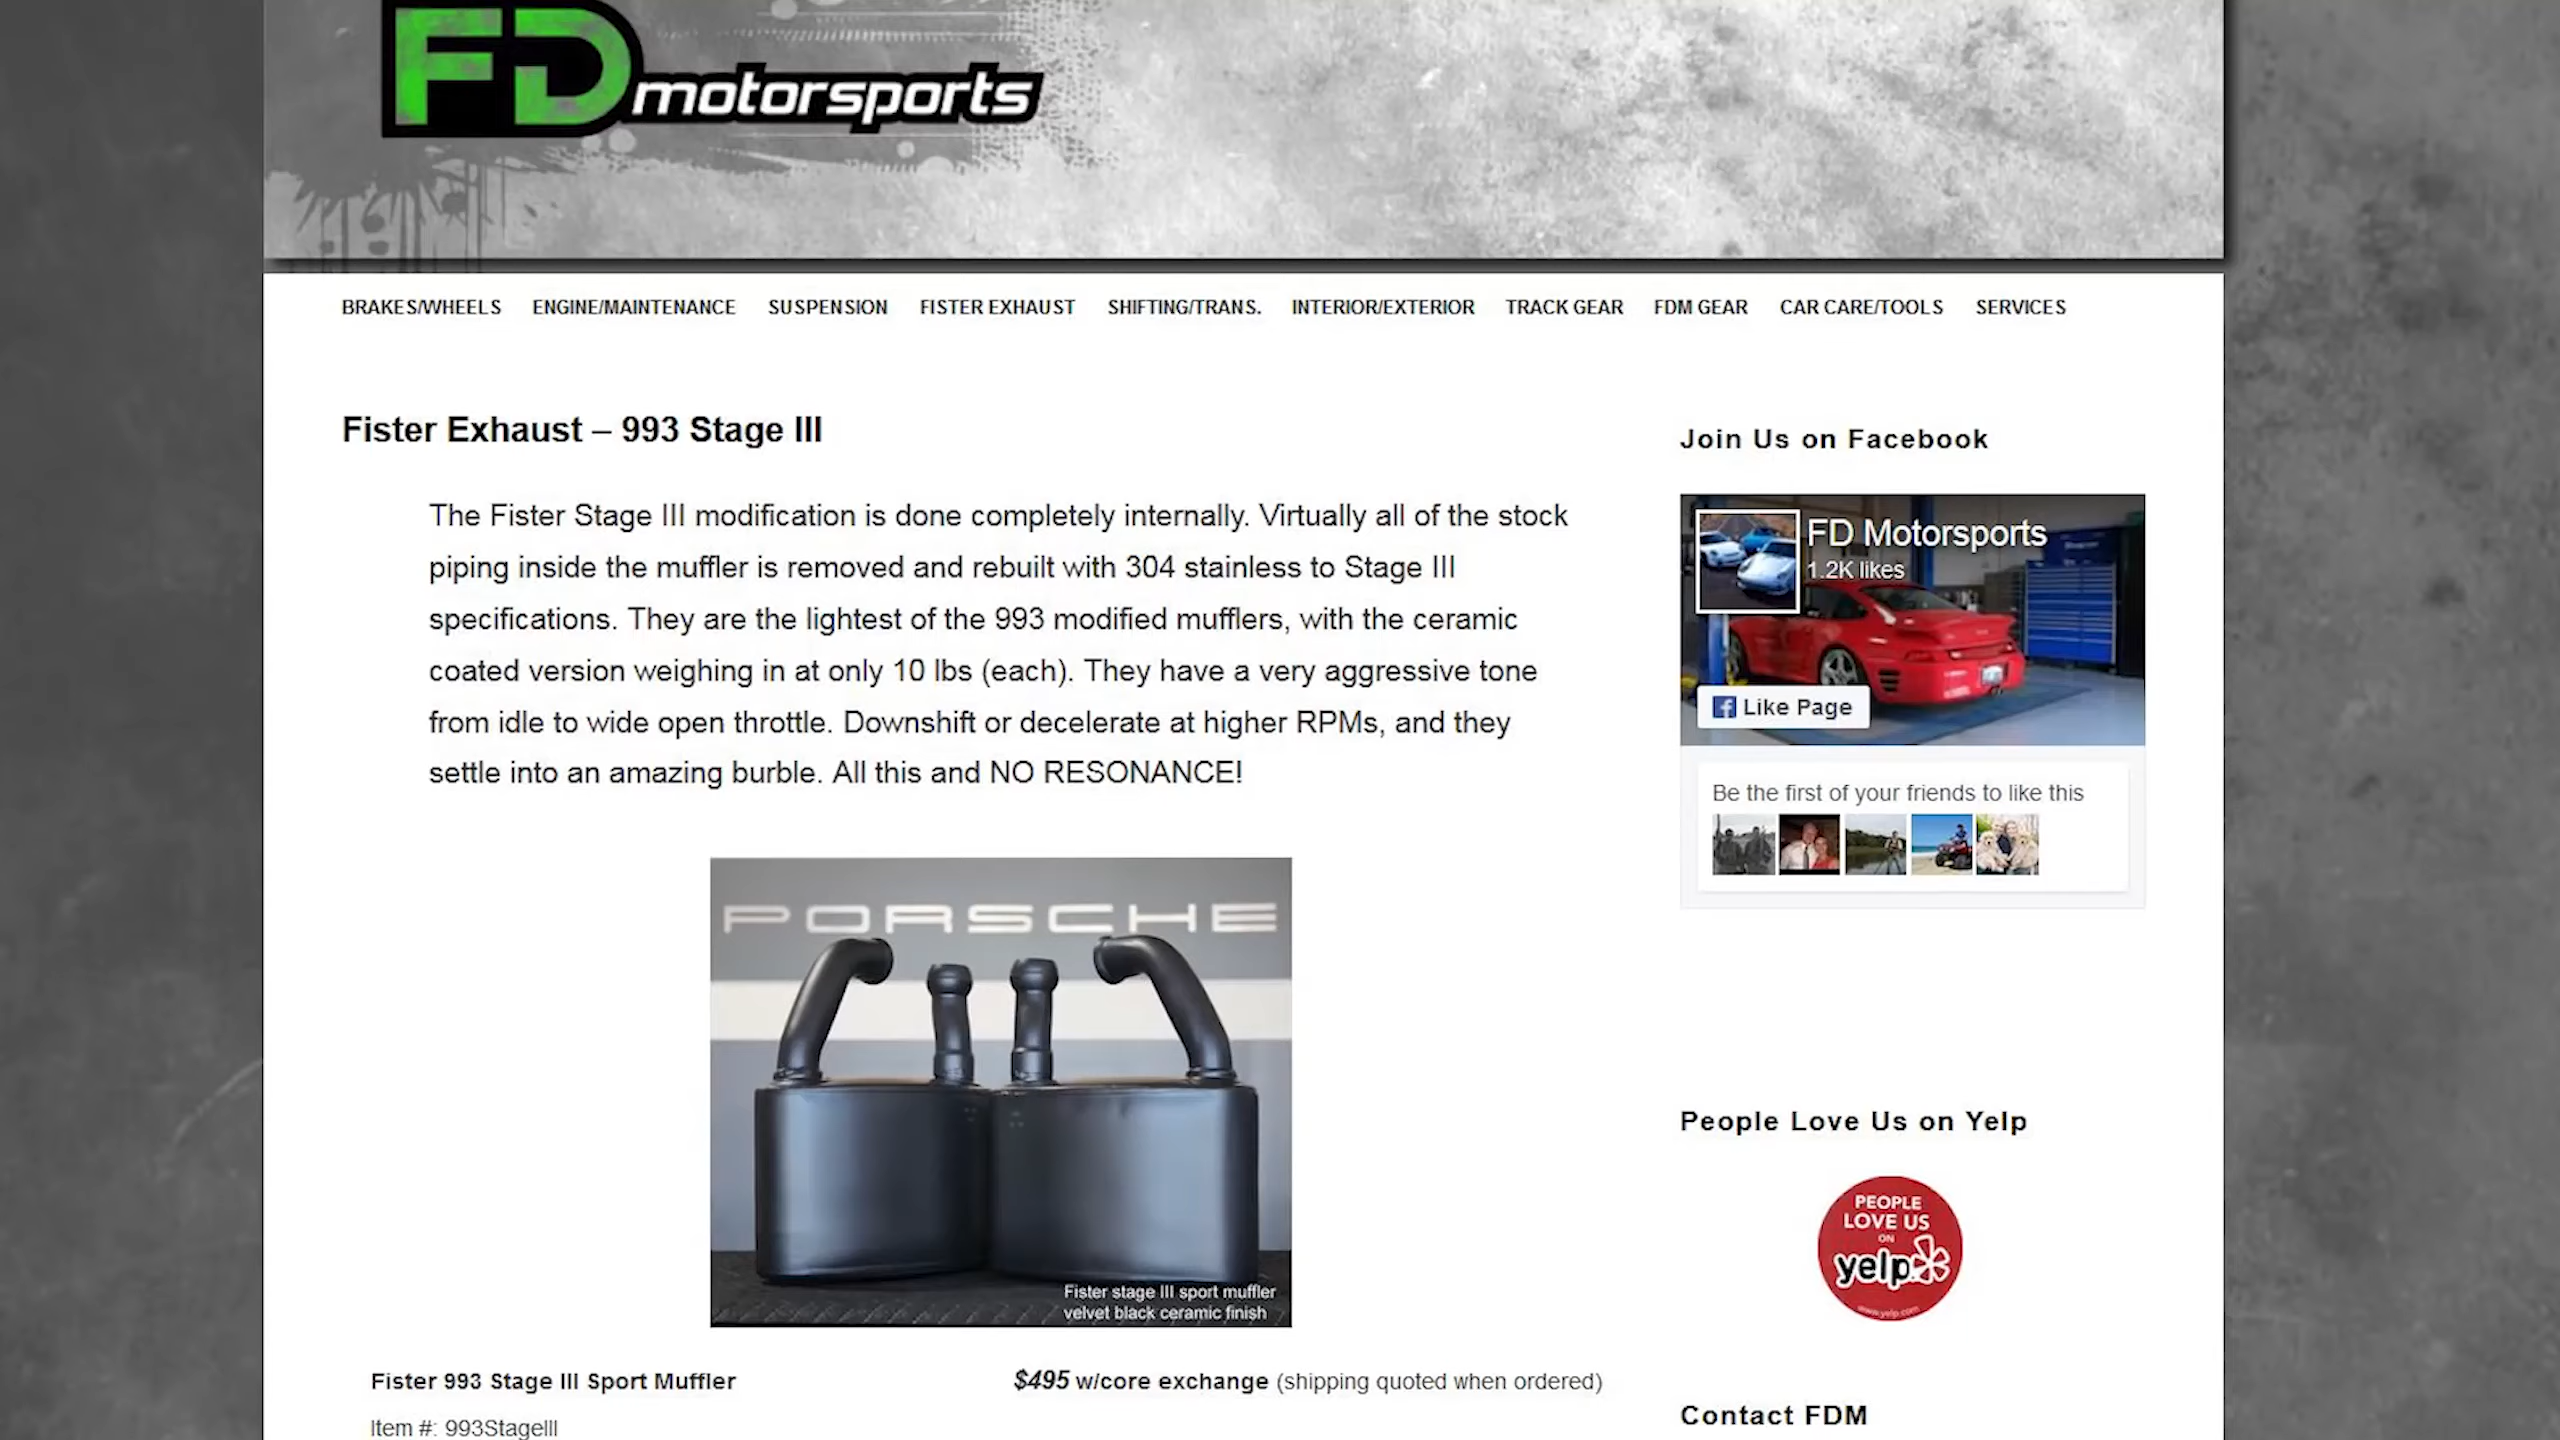 FD motorsports
BRAKES/WHEELS ENGINE/MAINTENANCE SUSPENSION FISTER EXHAUST SHIFTING/TRANS. INTERIOR/EXTERIOR TRACK GEAR FDM GEAR CAR CARE/TOOLS SERVICES
Fister Exhaust – 993 Stage III
The Fister Stage III modification is done completely internally. Virtually all of the stock
piping inside the muffler is removed and rebuilt with 304 stainless to Stage III
specifications. They are the lightest of the 993 modified mufflers, with the ceramic
coated version weighing in at only 10 lbs (each). They have a very aggressive tone
from idle to wide open throttle. Downshift or decelerate at higher RPMs, and they
settle into an amazing burble. All this and NO RESONANCE!
PORSCHE
Fister stage III sport muffler
velvet black ceramic finish
Fister 993 Stage III Sport Muffler
$495 w/core exchange (shipping quoted when ordered)
Item #: 993StageIII
Join Us on Facebook
FD Motorsports
1.2K likes
Like Page
Be the first of your friends to like this
People Love Us on Yelp
PEOPLE
LOVE US
ON
yelp
www.yelp.com
Contact FDM